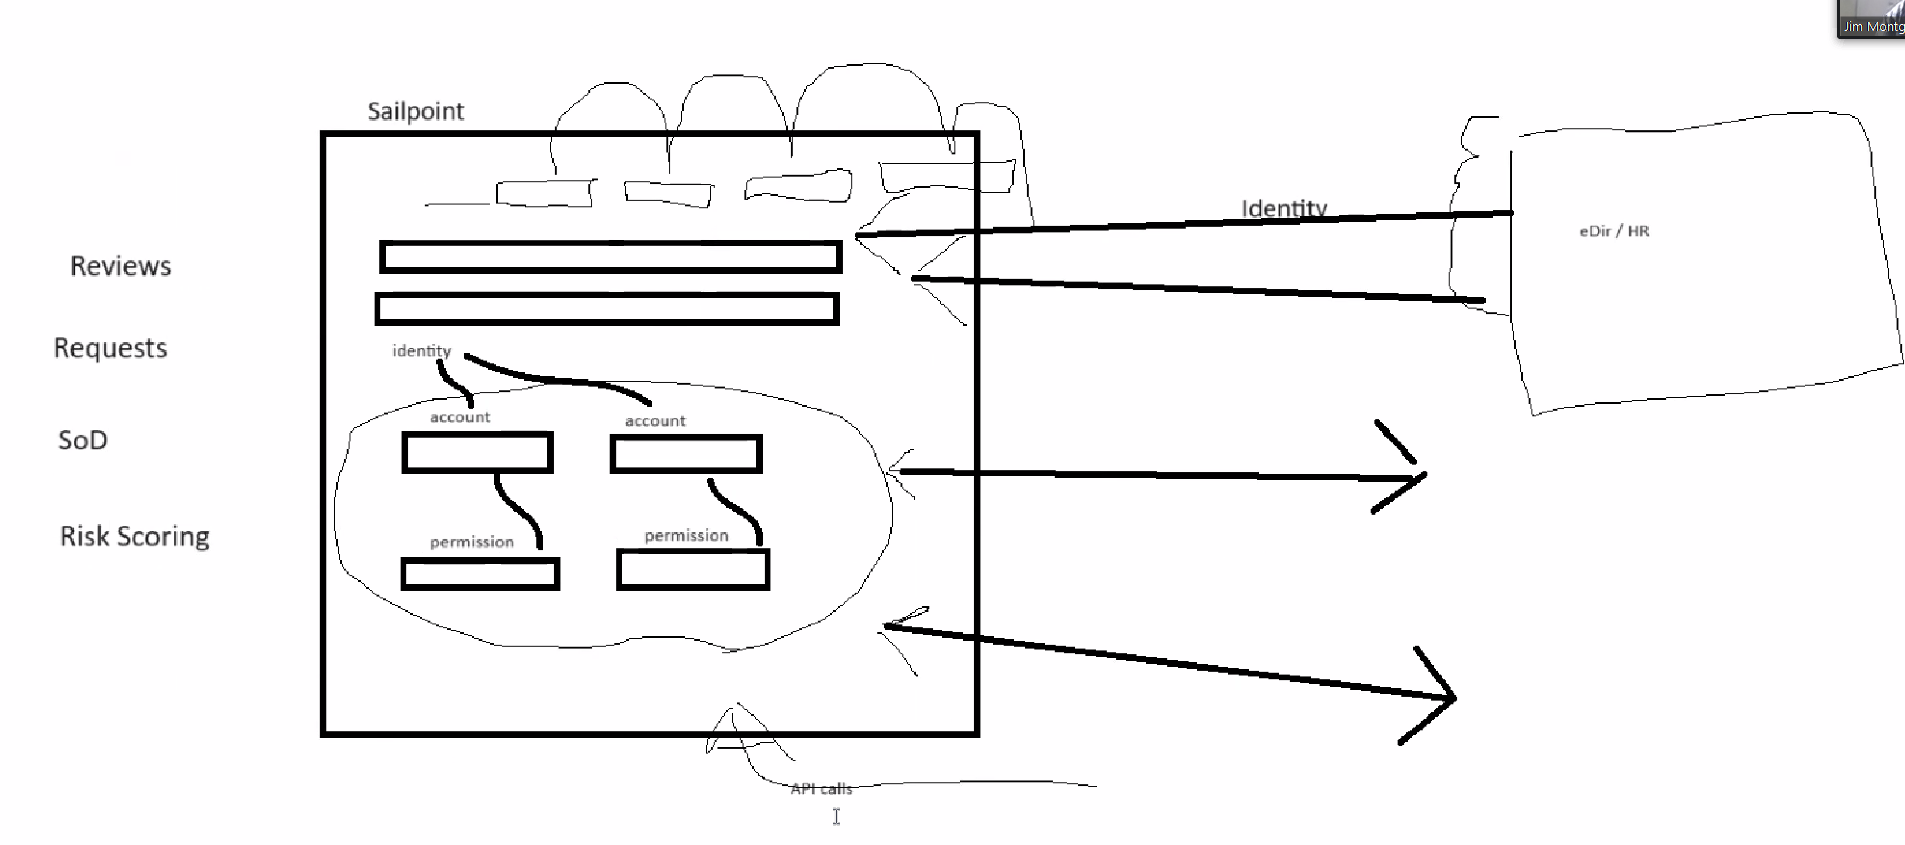 Jim Montg
Sailpoint
Identity
eDir / HR
Reviews
Requests
identity
account
account
SoD
Risk Scoring
permission
permission
API calls